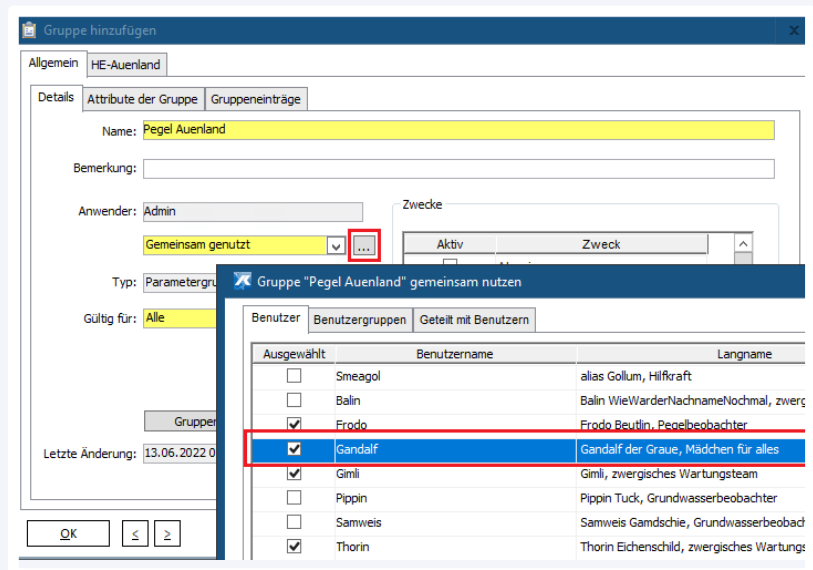 Gruppe hinzufügen
X
Allgemein HE-Auenland
Details Attribute der Gruppe Gruppeneinträge
Name: Pegel Auenland
Bemerkung:
Anwender: Admin
Zwecke
Gemeinsam genutzt ...
Aktiv Zweck
Typ: Parametergru
Gültig für: Alle
Gruppen
Letzte Änderung: 13.06.2022 0
OK < >
Gruppe "Pegel Auenland" gemeinsam nutzen
Benutzer Benutzergruppen Geteilt mit Benutzern
Ausgewählt Benutzername Langname
Smeagol alias Gollum, Hilfkraft
Balin Balin WieWarderNachnameNochmal, zwerg
Frodo Frodo Beutlin, Pegelbeobachter
Gandalf Gandalf der Graue, Mädchen für alles
Gimli Gimli, zwergisches Wartungsteam
Pippin Pippin Tuck, Grundwasserbeobachter
Samweis Samweis Gamdschie, Grundwasserbeobach
Thorin Thorin Eichenschild, zwergisches Wartungs